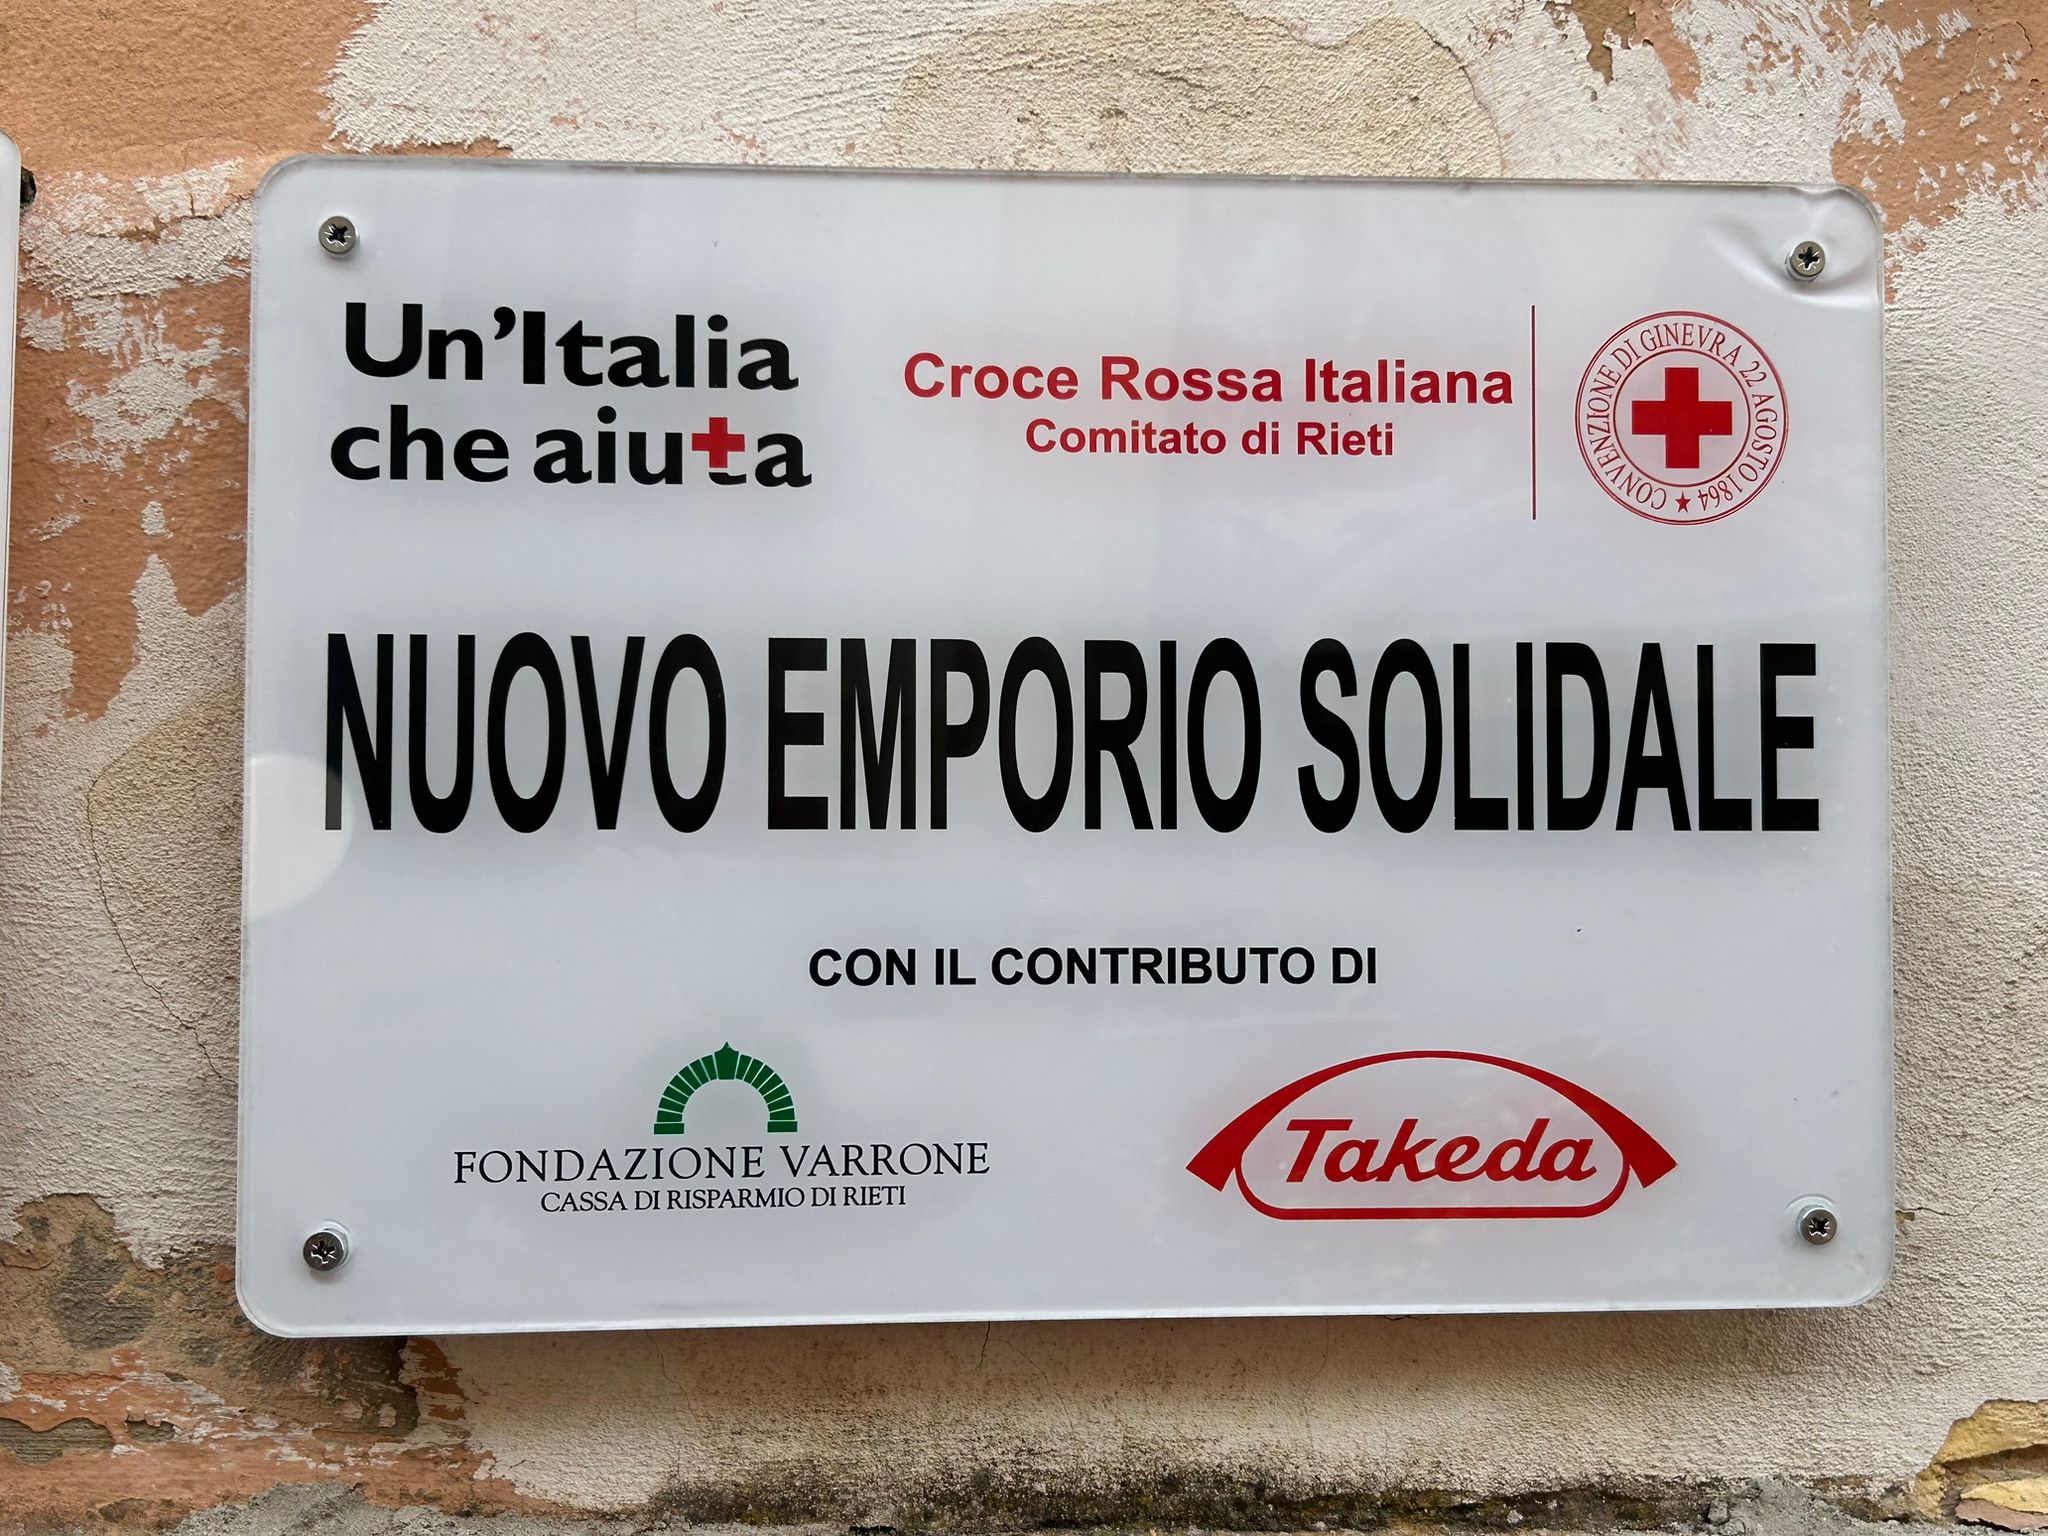 Un'Italia
che aiuta
Croce Rossa Italiana
Comitato di Rieti
CONVENZIONE DI GINEVRA 22 AGOSTO 1864
NUOVO EMPORIO SOLIDALE
CON IL CONTRIBUTO DI
FONDAZIONE VARRONE
CASSA DI RISPARMIO DI RIETI
Takeda